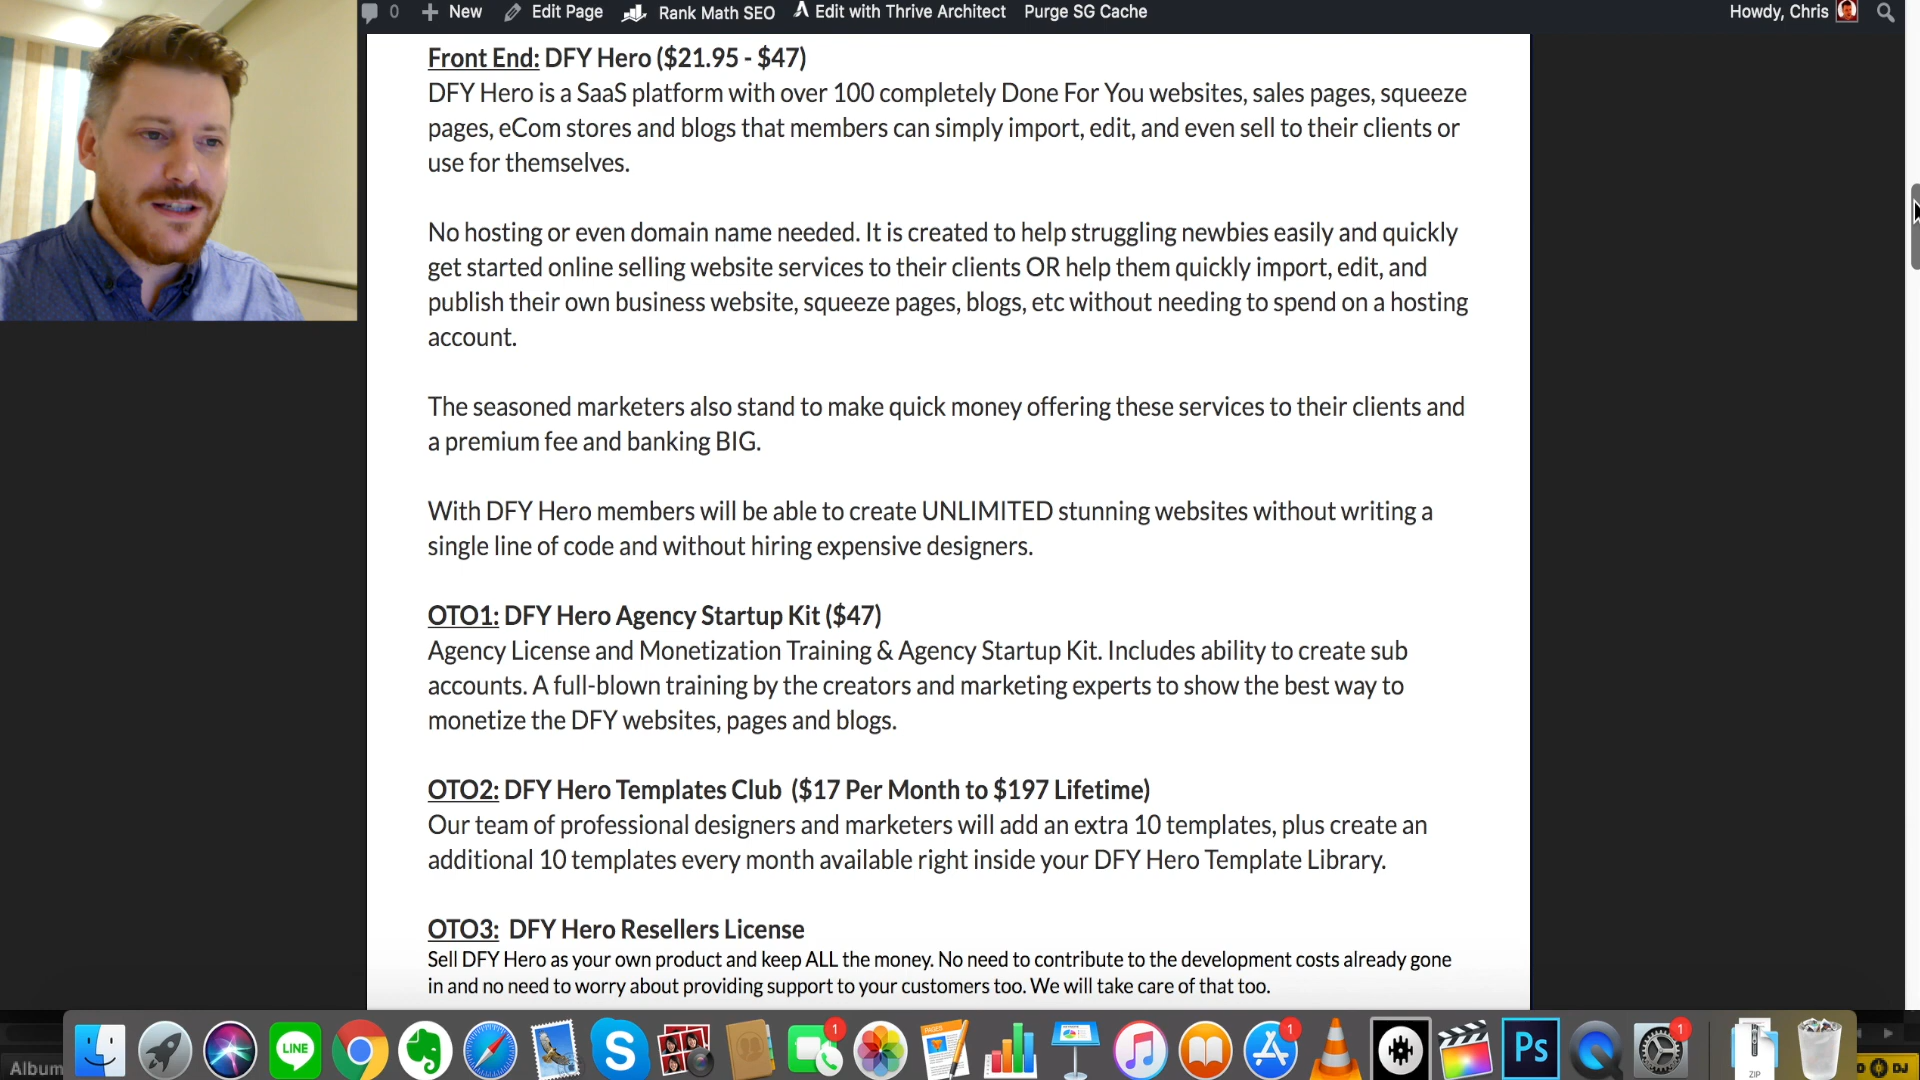 0 New Edit Page Rank Math SEO Edit with Thrive Architect Purge SG Cache Howdy, Chris
Front End: DFY Hero ($21.95 - $47)
DFY Hero is a SaaS platform with over 100 completely Done For You websites, sales pages, squeeze
pages, eCom stores and blogs that members can simply import, edit, and even sell to their clients or
use for themselves.
No hosting or even domain name needed. It is created to help struggling newbies easily and quickly
get started online selling website services to their clients OR help them quickly import, edit, and
publish their own business website, squeeze pages, blogs, etc without needing to spend on a hosting
account.
The seasoned marketers also stand to make quick money offering these services to their clients and
a premium fee and banking BIG.
With DFY Hero members will be able to create UNLIMITED stunning websites without writing a
single line of code and without hiring expensive designers.
OTO1: DFY Hero Agency Startup Kit ($47)
Agency License and Monetization Training & Agency Startup Kit. Includes ability to create sub
accounts. A full-blown training by the creators and marketing experts to show the best way to
monetize the DFY websites, pages and blogs.
OTO2: DFY Hero Templates Club ($17 Per Month to $197 Lifetime)
Our team of professional designers and marketers will add an extra 10 templates, plus create an
additional 10 templates every month available right inside your DFY Hero Template Library.
OTO3: DFY Hero Resellers License
Sell DFY Hero as your own product and keep ALL the money. No need to contribute to the development costs already gone
in and no need to worry about providing support to your customers too. We will take care of that too.
1 1 1
LINE S PAGES Ps ZIP
Album DJ